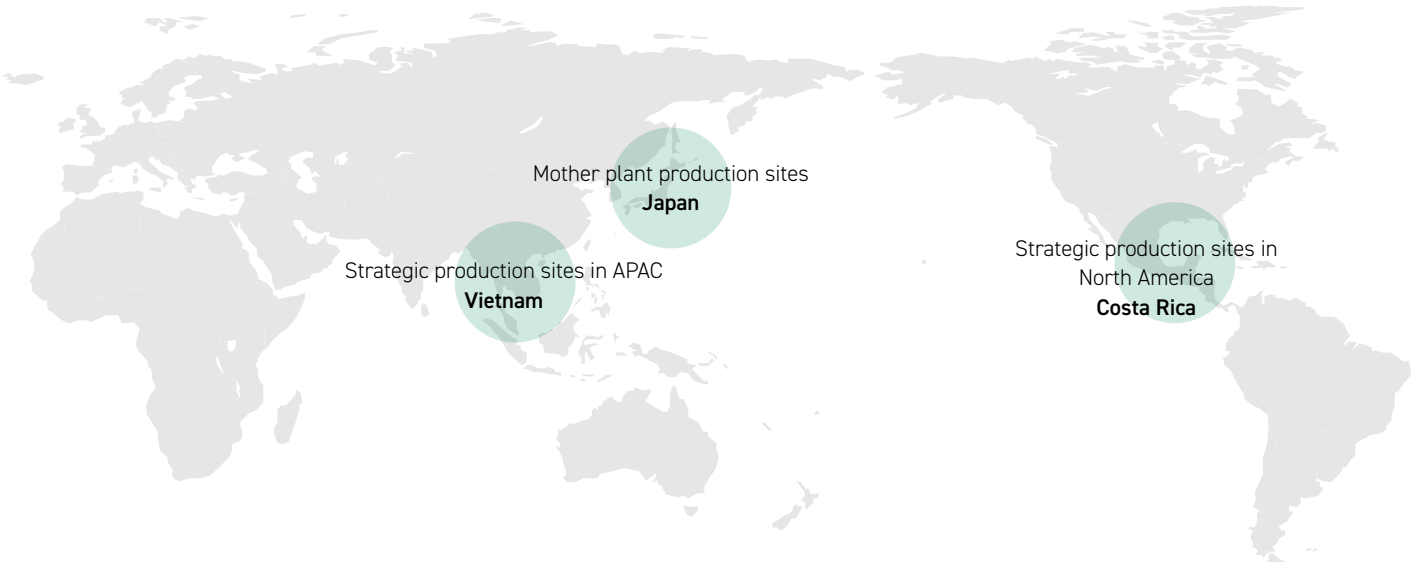 Mother plant production sites
Japan
Strategic production sites in APAC
Vietnam
Strategic production sites in
North America
Costa Rica